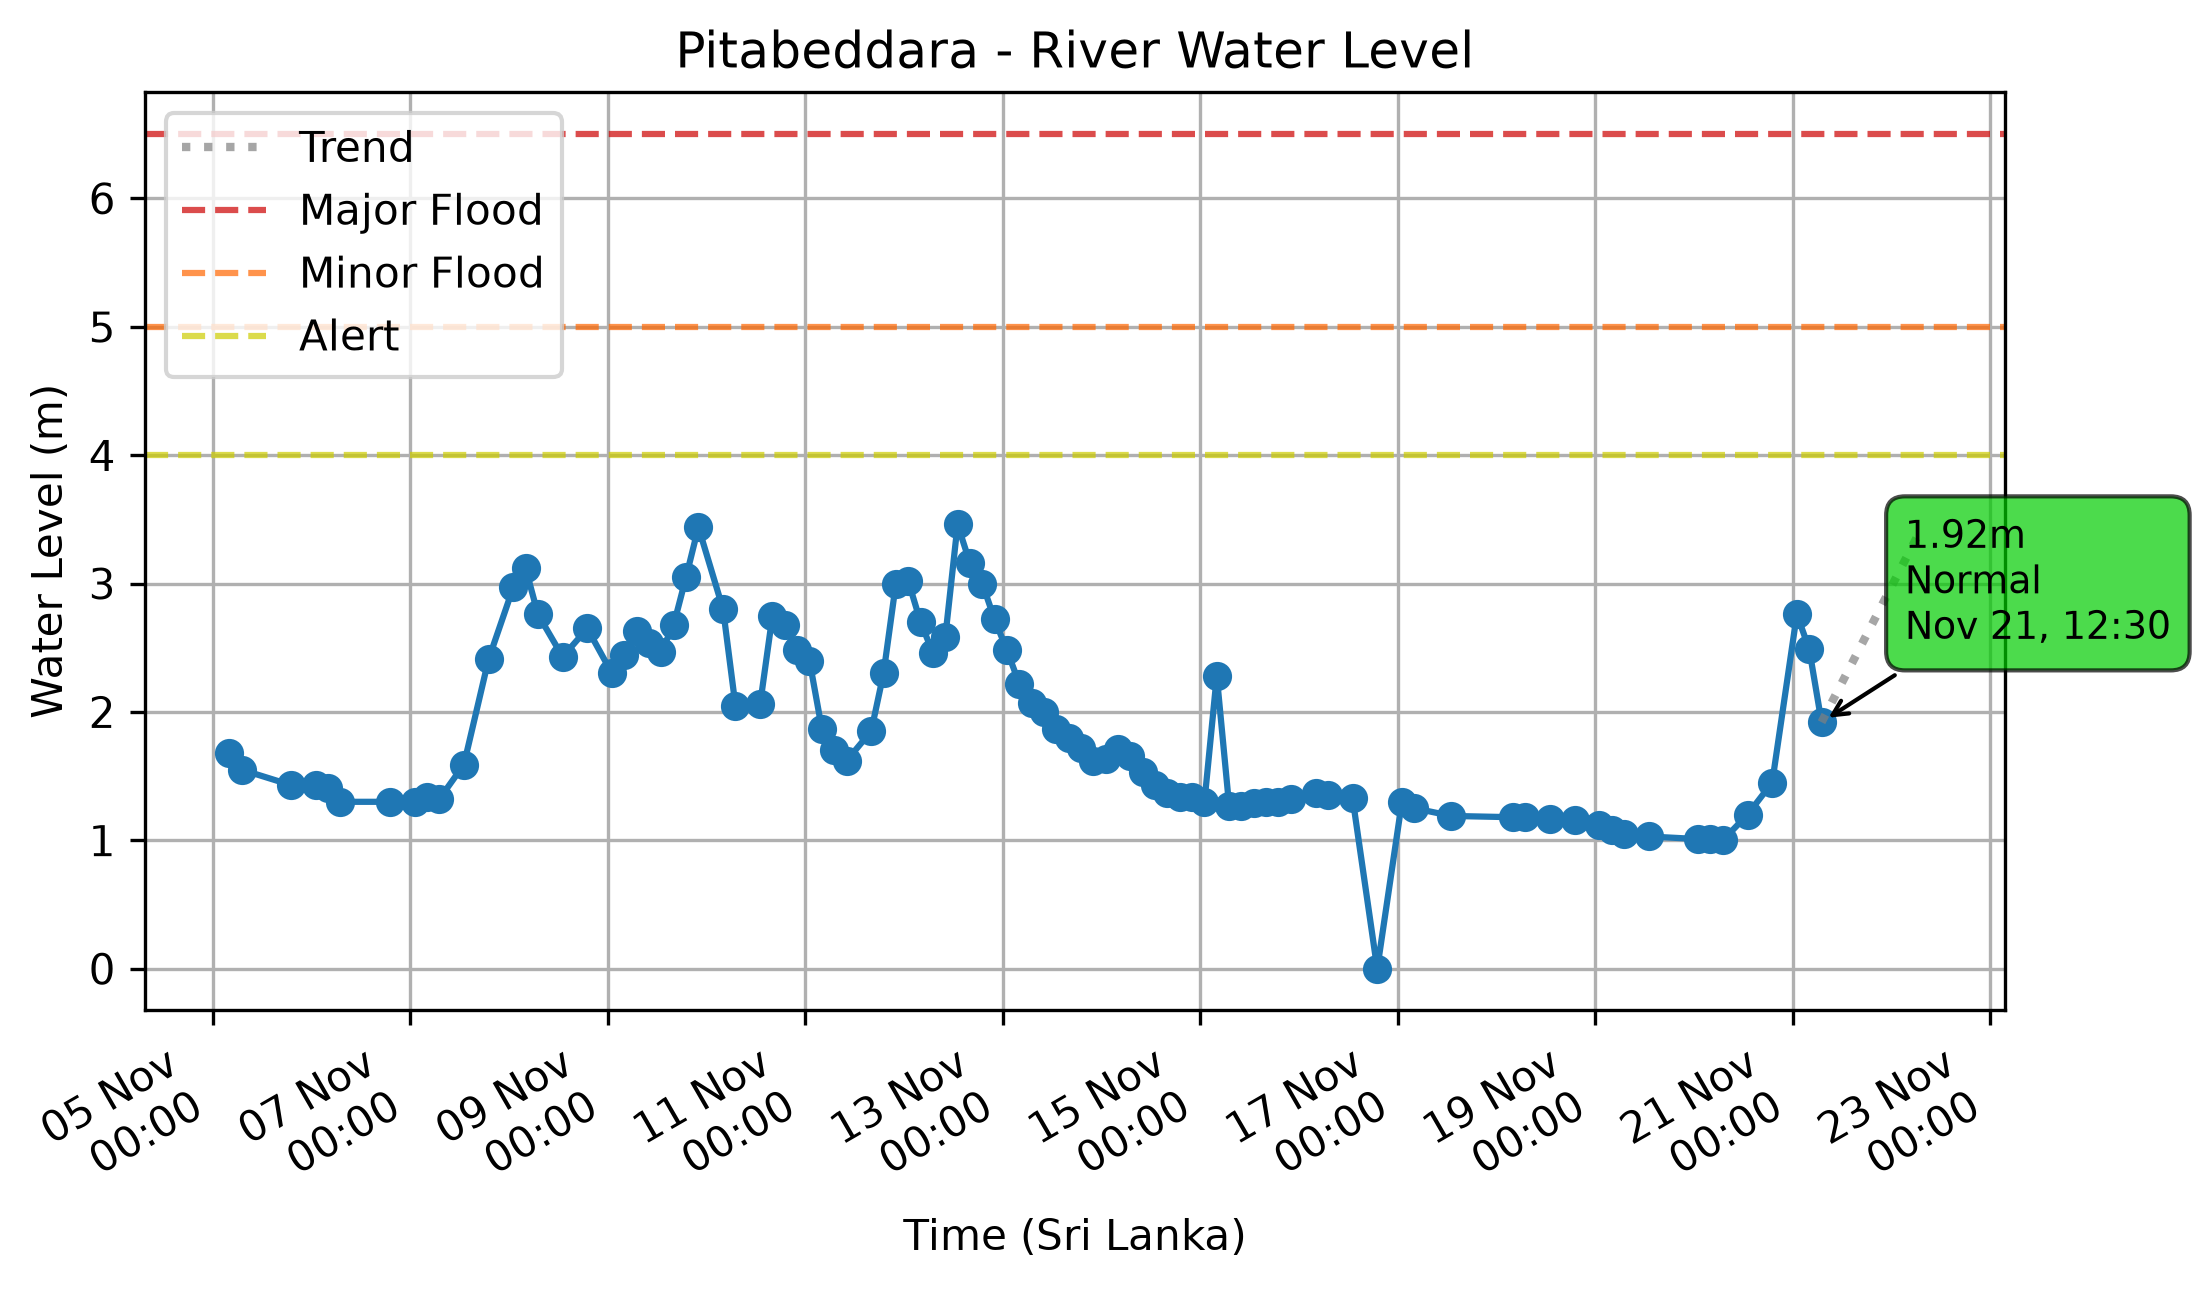 Pitabeddara - River Water Level
Trend
Major Flood
Minor Flood
Alert
6
5
4
3
2
1
0
Water Level (m)
1.92m
Normal
Nov 21, 12:30
05 Nov
00:00
07 Nov
00:00
09 Nov
00:00
11 Nov
00:00
13 Nov
00:00
15 Nov
00:00
17 Nov
00:00
19 Nov
00:00
21 Nov
00:00
23 Nov
00:00
Time (Sri Lanka)